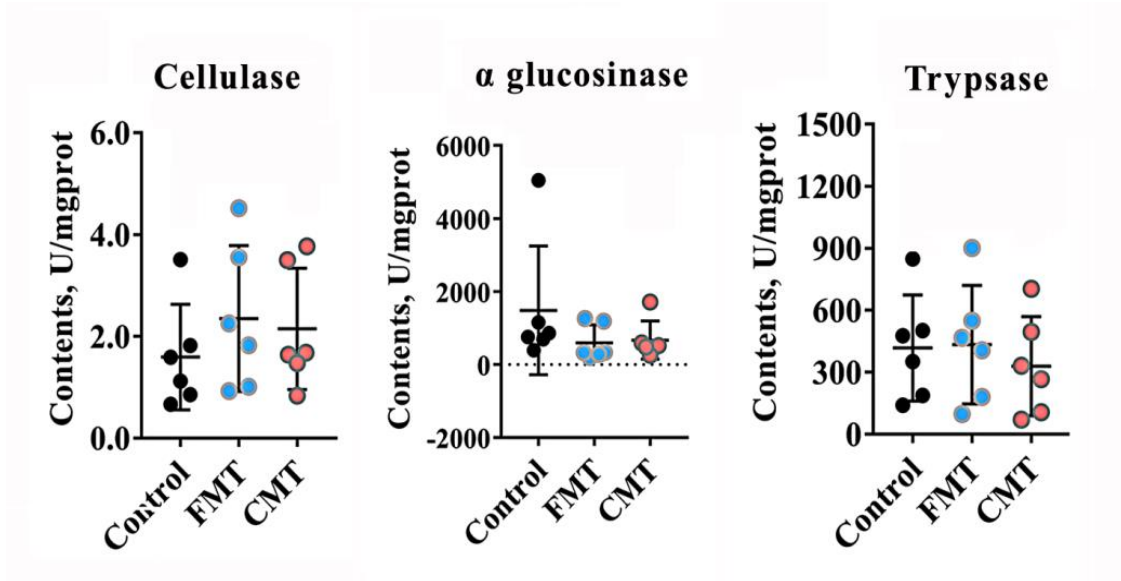 Cellulase
Contents, U/mgprot
6.0
4.0
2.0
0.0
Control
FMT
CMT
α glucosinase
Contents, U/mgprot
6000
4000
2000
0
-2000
Control
FMT
CMT
Trypsase
Contents, U/mgprot
1500
1200
900
600
300
0
Control
FMT
CMT